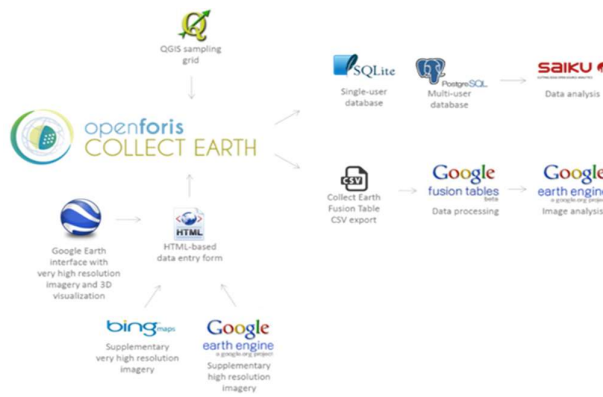 QGIS sampling
grid
openforis
COLLECT EARTH
SQLite
Single-user
database
PostgreSQL
Multi-user
database
saiku
Data analysis
CSV
Collect Earth
Fusion Table
CSV export
Google
fusion tables
beta
Data processing
Google
earth engine
a google.org project
Image analysis
Google Earth
interface with
very high resolution
imagery and 3D
visualization
HTML
HTML-based
data entry form
bing maps
Supplementary
very high resolution
imagery
Google
earth engine
a google.org project
Supplementary
high resolution
imagery